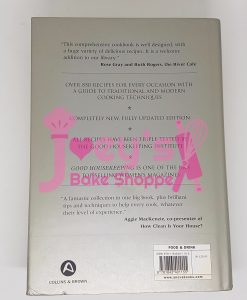 "This comprehensive cookbook is well designed, with a
wide variety of delicious recipes. It is a welcome
addition to our library."
Rose Gray and Ruth Rogers, the River Café
OVER 850 RECIPES FOR EVERY OCCASION WITH
A GUIDE TO TRADITIONAL AND MODERN
COOKING TECHNIQUES
COMPLETELY NEW, FULLY UPDATED EDITION
ALL RECIPES HAVE BEEN TRIPLE-TESTED
THE GOOD HOUSEKEEPING INSTITUTE
GOOD HOUSEKEEPING IS ONE OF THE
Bake Shoppe
"A fantastic collection in one big book, plus brilliant
tips and techniques to help every cook, whatever
their level of experience."
Aggie MacKenzie, co-presenter of
How Clean Is Your House?
FOOD & DRINK
COLLINS & BROWN